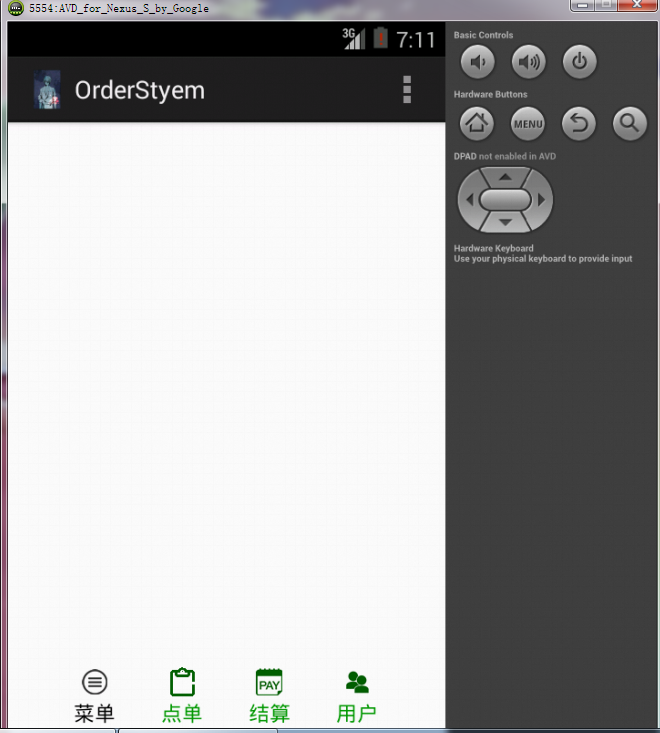 5554:AVD_for_Nexus_S_by_Google
3G 7:11
OrderStyem
Basic Controls
Hardware Buttons
MENU
DPAD not enabled in AVD
Hardware Keyboard
Use your physical keyboard to provide input
PAY
菜单 点单 结算 用户